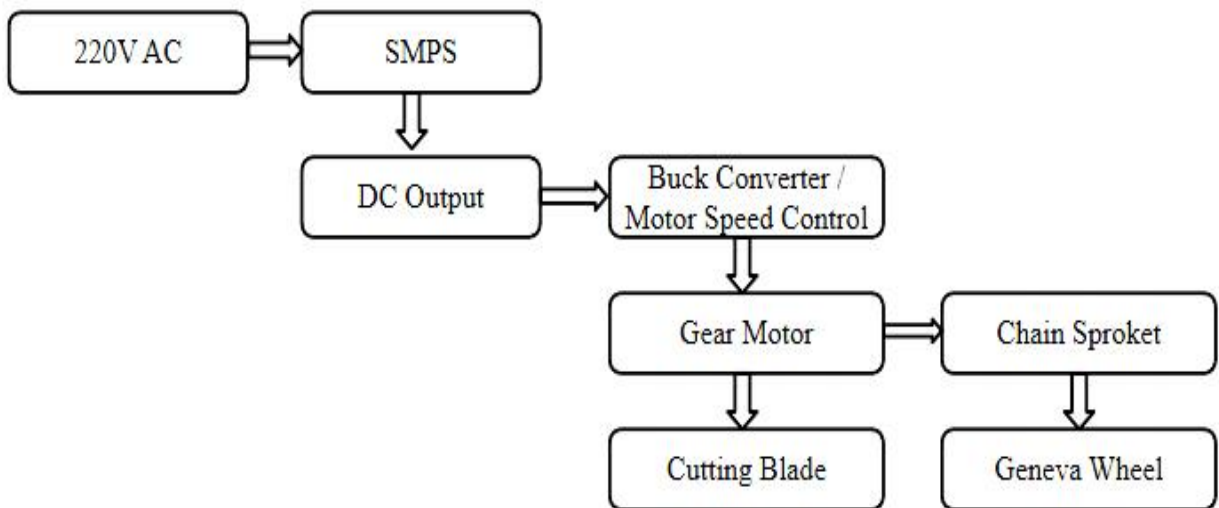 220V AC
SMPS
DC Output
Buck Converter /
Motor Speed Control
Gear Motor
Chain Sproket
Cutting Blade
Geneva Wheel